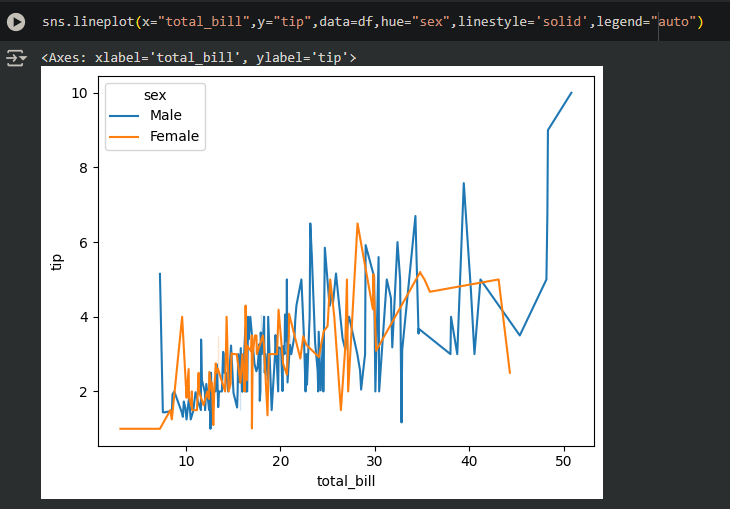 sns.lineplot(x="total_bill",y="tip",data=df,hue="sex",linestyle='solid',legend="auto")
<Axes: xlabel='total_bill', ylabel='tip'>
sex
Male
Female
10
8
6
4
2
tip
10 20 30 40 50
total_bill